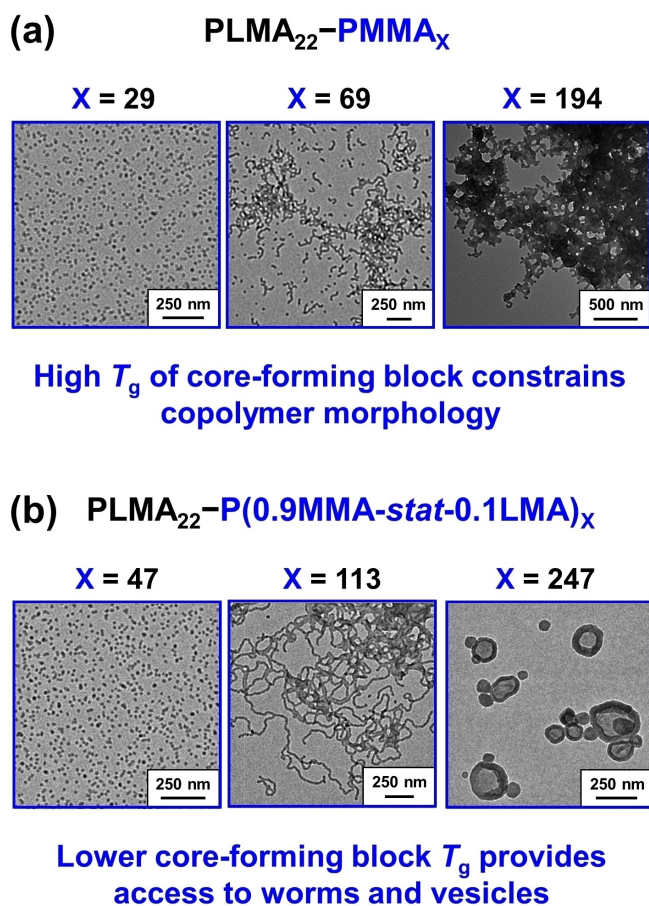 (a) PLMA22−PMMAX
X = 29 X = 69 X = 194
250 nm 250 nm 500 nm
High Tg of core-forming block constrains
copolymer morphology
(b) PLMA22−P(0.9MMA-stat-0.1LMA)X
X = 47 X = 113 X = 247
250 nm 250 nm 250 nm
Lower core-forming block Tg provides
access to worms and vesicles